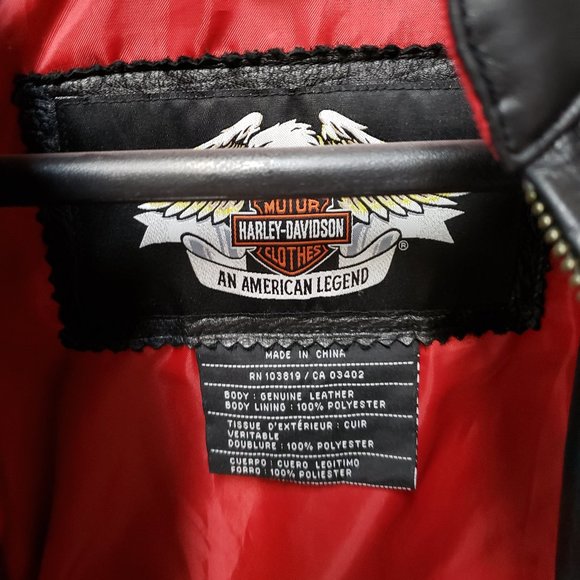 MOTOR
HARLEY-DAVIDSON
CLOTHES
®
AN AMERICAN LEGEND
MADE IN CHINA
RN 103819 / CA 03402
BODY : GENUINE LEATHER
BODY LINING : 100% POLYESTER
TISSUE D'EXTÉRIEUR : CUIR
VERITABLE
DOUBLURE : 100% POLYESTER
CUERPO : CUERO LEGITIMO
FORRO : 100% POLIESTER